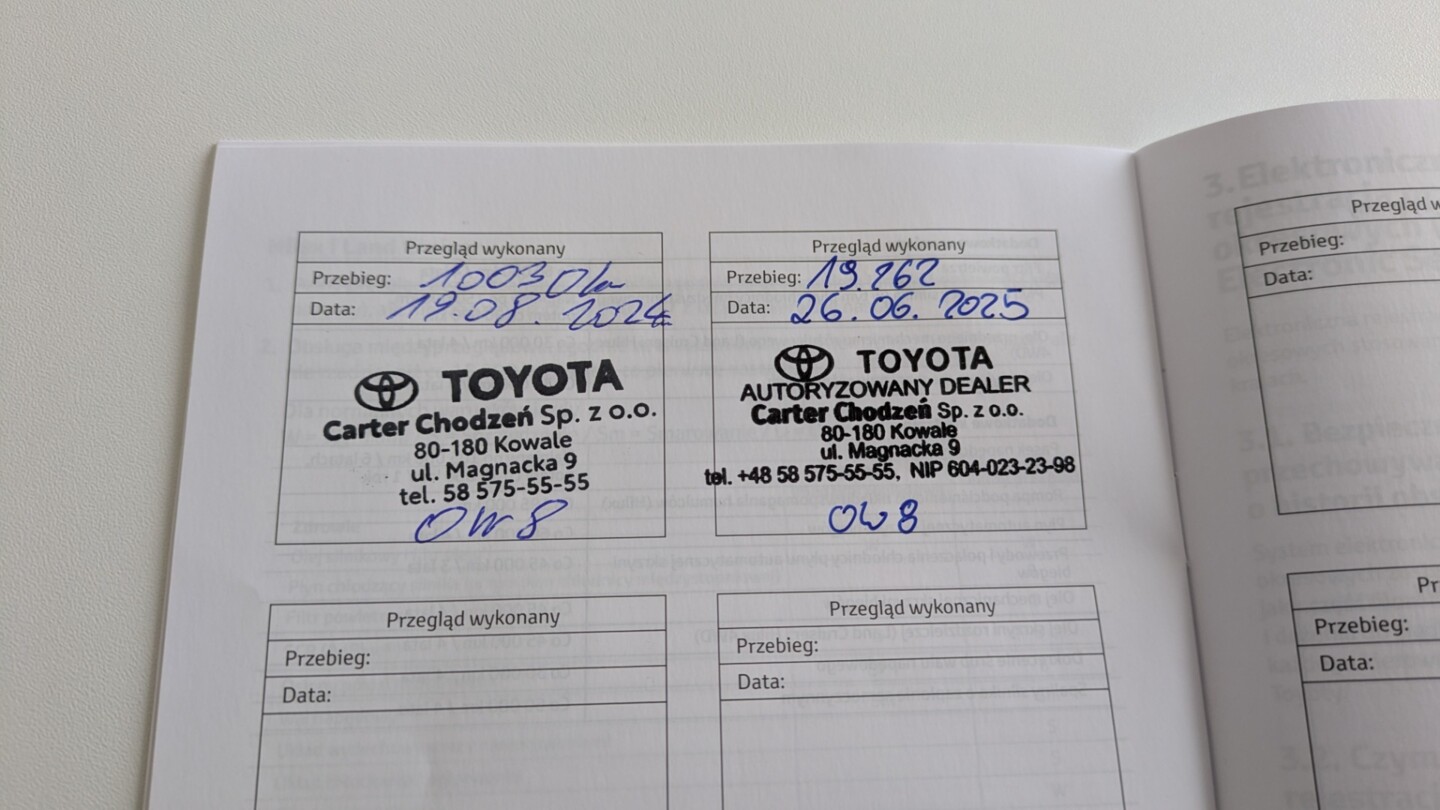 Przegląd wykonany
Przebieg: 10030km
Data: 19.08.2024
TOYOTA
Carter Chodzeń Sp. z o.o.
80-180 Kowale
ul. Magnacka 9
tel. 58 575-55-55
OW8
Przegląd wykonany
Przebieg: 19.262
Data: 26.06.2025
TOYOTA
AUTORYZOWANY DEALER
Carter Chodzeń Sp. z o.o.
80-180 Kowale
ul. Magnacka 9
tel. +48 58 575-55-55, NIP 604-023-23-98
OW8
Przegląd wykonany
Przebieg:
Data:
Przegląd wykonany
Przebieg:
Data:
Przegląd
Przebieg:
Data:
Przebieg:
Data: